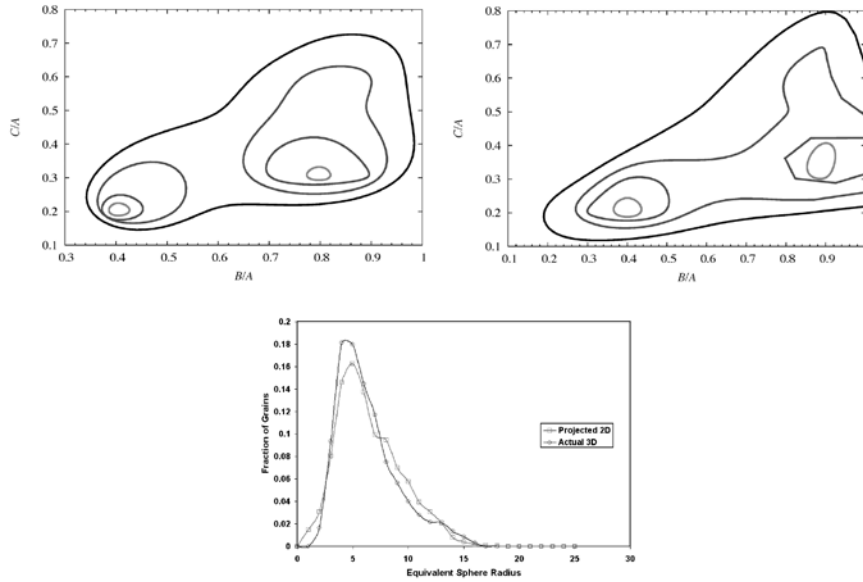 0.8
0.7
0.6
0.5
0.4
0.3
0.2
0.1
C/A
0.3 0.4 0.5 0.6 0.7 0.8 0.9 1
B/A
0.8
0.7
0.6
0.5
0.4
0.3
0.2
0.1
C/A
0.1 0.2 0.3 0.4 0.5 0.6 0.7 0.8 0.9
B/A
0.2
0.18
0.16
0.14
0.12
0.1
0.08
0.06
0.04
0.02
0
Fraction of Grains
Projected 2D
Actual 3D
0 5 10 15 20 25 30
Equivalent Sphere Radius